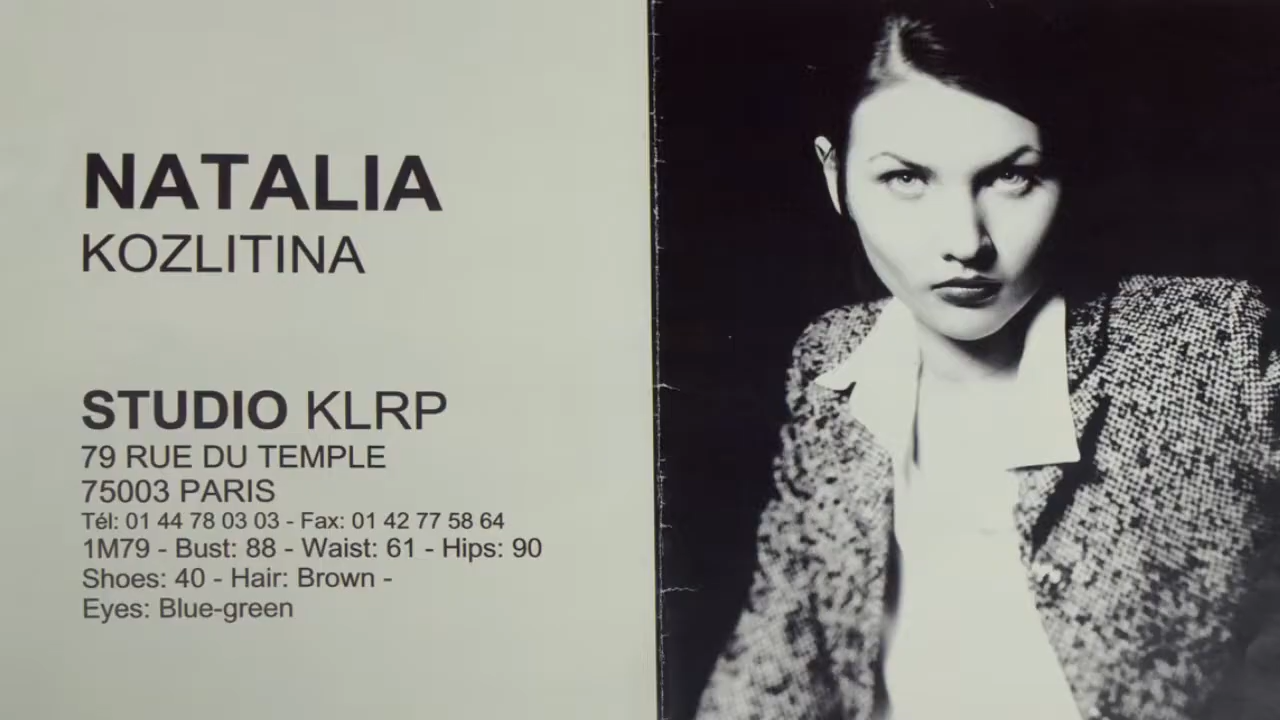 NATALIA
KOZLITINA
STUDIO KLRP
79 RUE DU TEMPLE
75003 PARIS
Tél: 01 44 78 03 03 - Fax: 01 42 77 58 64
1M79 - Bust: 88 - Waist: 61 - Hips: 90
Shoes: 40 - Hair: Brown -
Eyes: Blue-green